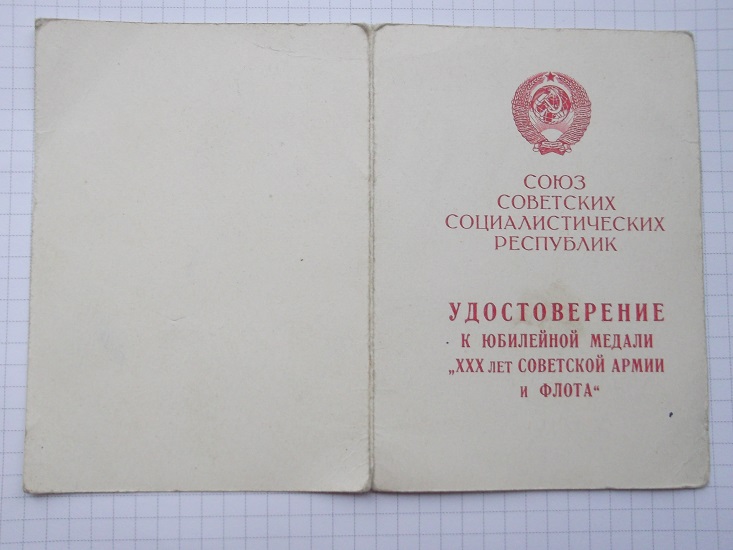 СОЮЗ
СОВЕТСКИХ
СОЦИАЛИСТИЧЕСКИХ
РЕСПУБЛИК
УДОСТОВЕРЕНИЕ
К ЮБИЛЕЙНОЙ МЕДАЛИ
„XXX ЛЕТ СОВЕТСКОЙ АРМИИ
И ФЛОТА“